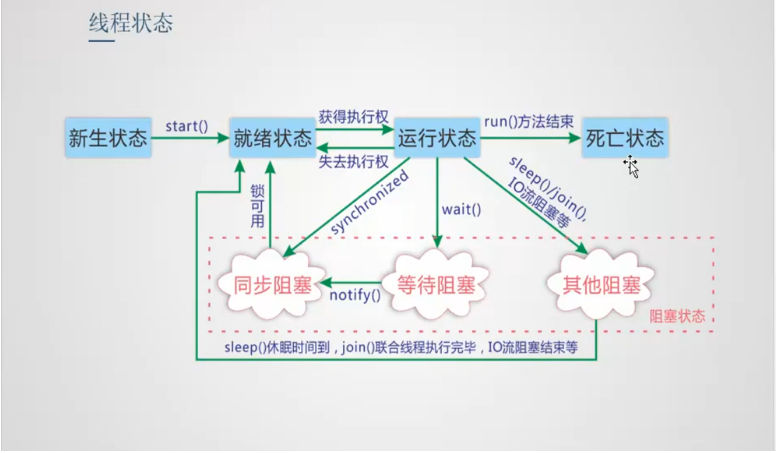 线程状态
新生状态
start()
就绪状态
获得执行权
失去执行权
运行状态
run()方法结束
死亡状态
锁可用
synchronized
wait()
sleep()/join(),
IO流阻塞等
同步阻塞
notify()
等待阻塞
其他阻塞
阻塞状态
sleep()休眠时间到，join()联合线程执行完毕，IO流阻塞结束等